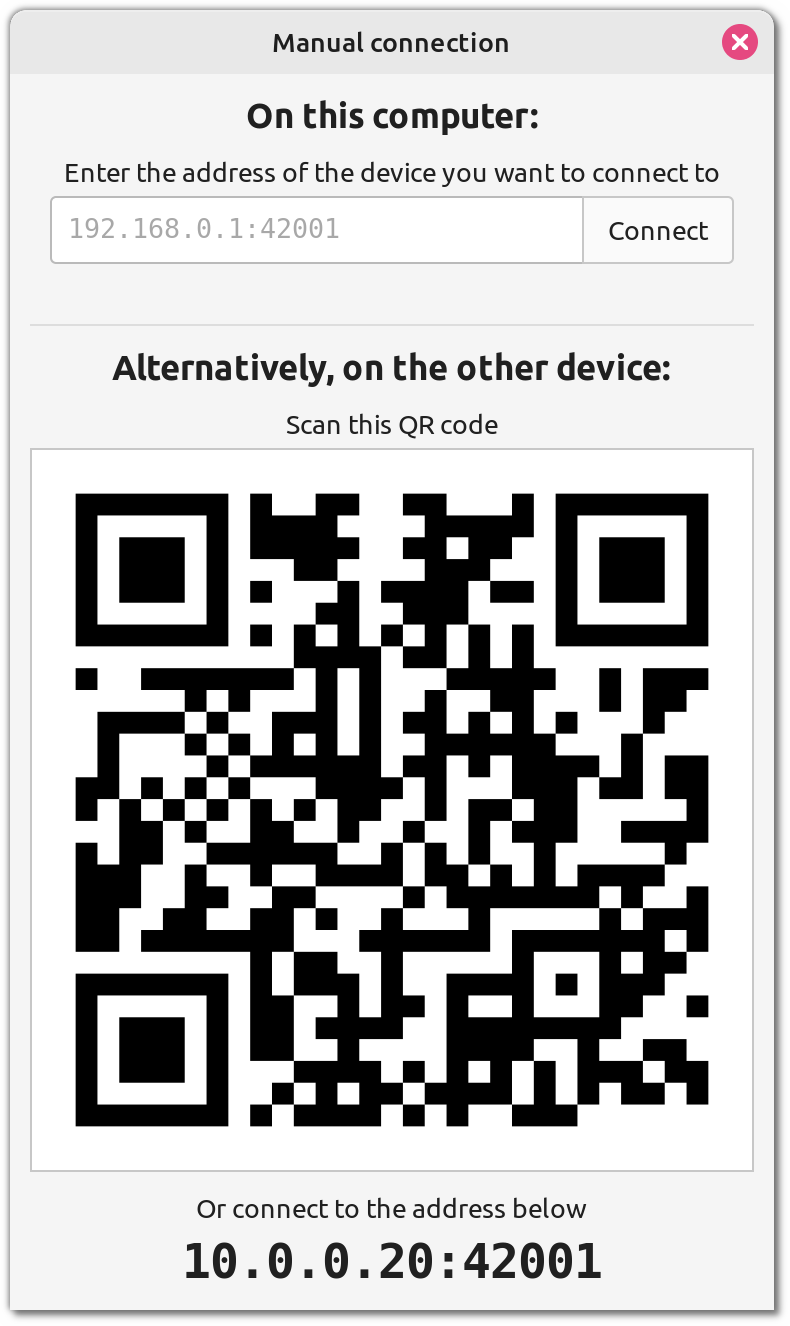 Manual connection
On this computer:
Enter the address of the device you want to connect to
192.168.0.1:42001
Connect
Alternatively, on the other device:
Scan this QR code
Or connect to the address below
10.0.0.20:42001